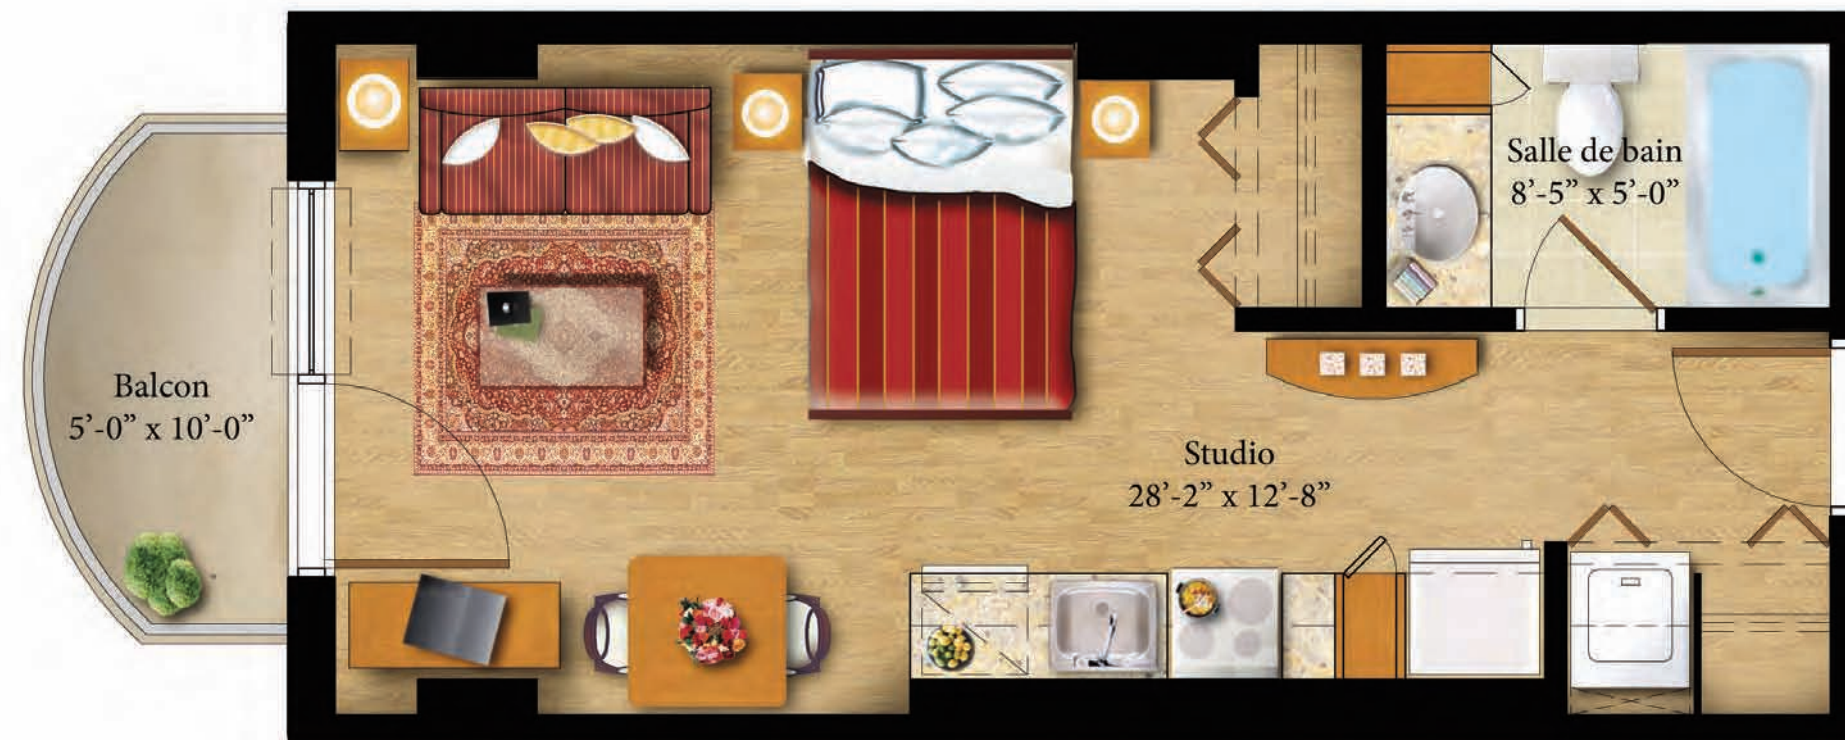 Salle de bain
8’-5” x 5’-0”
Balcon
5’-0” x 10’-0”
Studio
28’-2” x 12’-8”